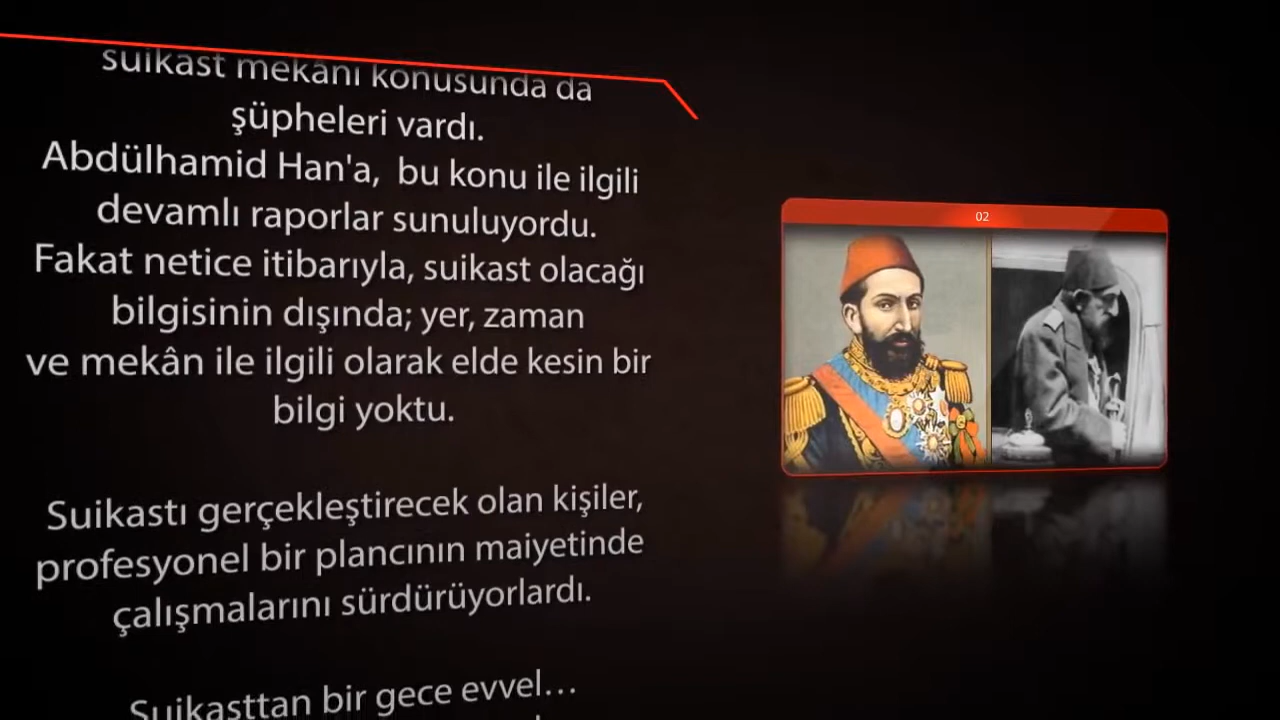 suikast mekânı konusunda da
şüpheleri vardı.
Abdülhamid Han'a,  bu konu ile ilgili
devamlı raporlar sunuluyordu.
Fakat netice itibarıyla, suikast olacağı
bilgisinin dışında; yer, zaman
ve mekân ile ilgili olarak elde kesin bir
bilgi yoktu.
Suikastı gerçekleştirecek olan kişiler,
profesyonel bir plancının maiyetinde
çalışmalarını sürdürüyorlardı.
Suikasttan bir gece evvel…
02